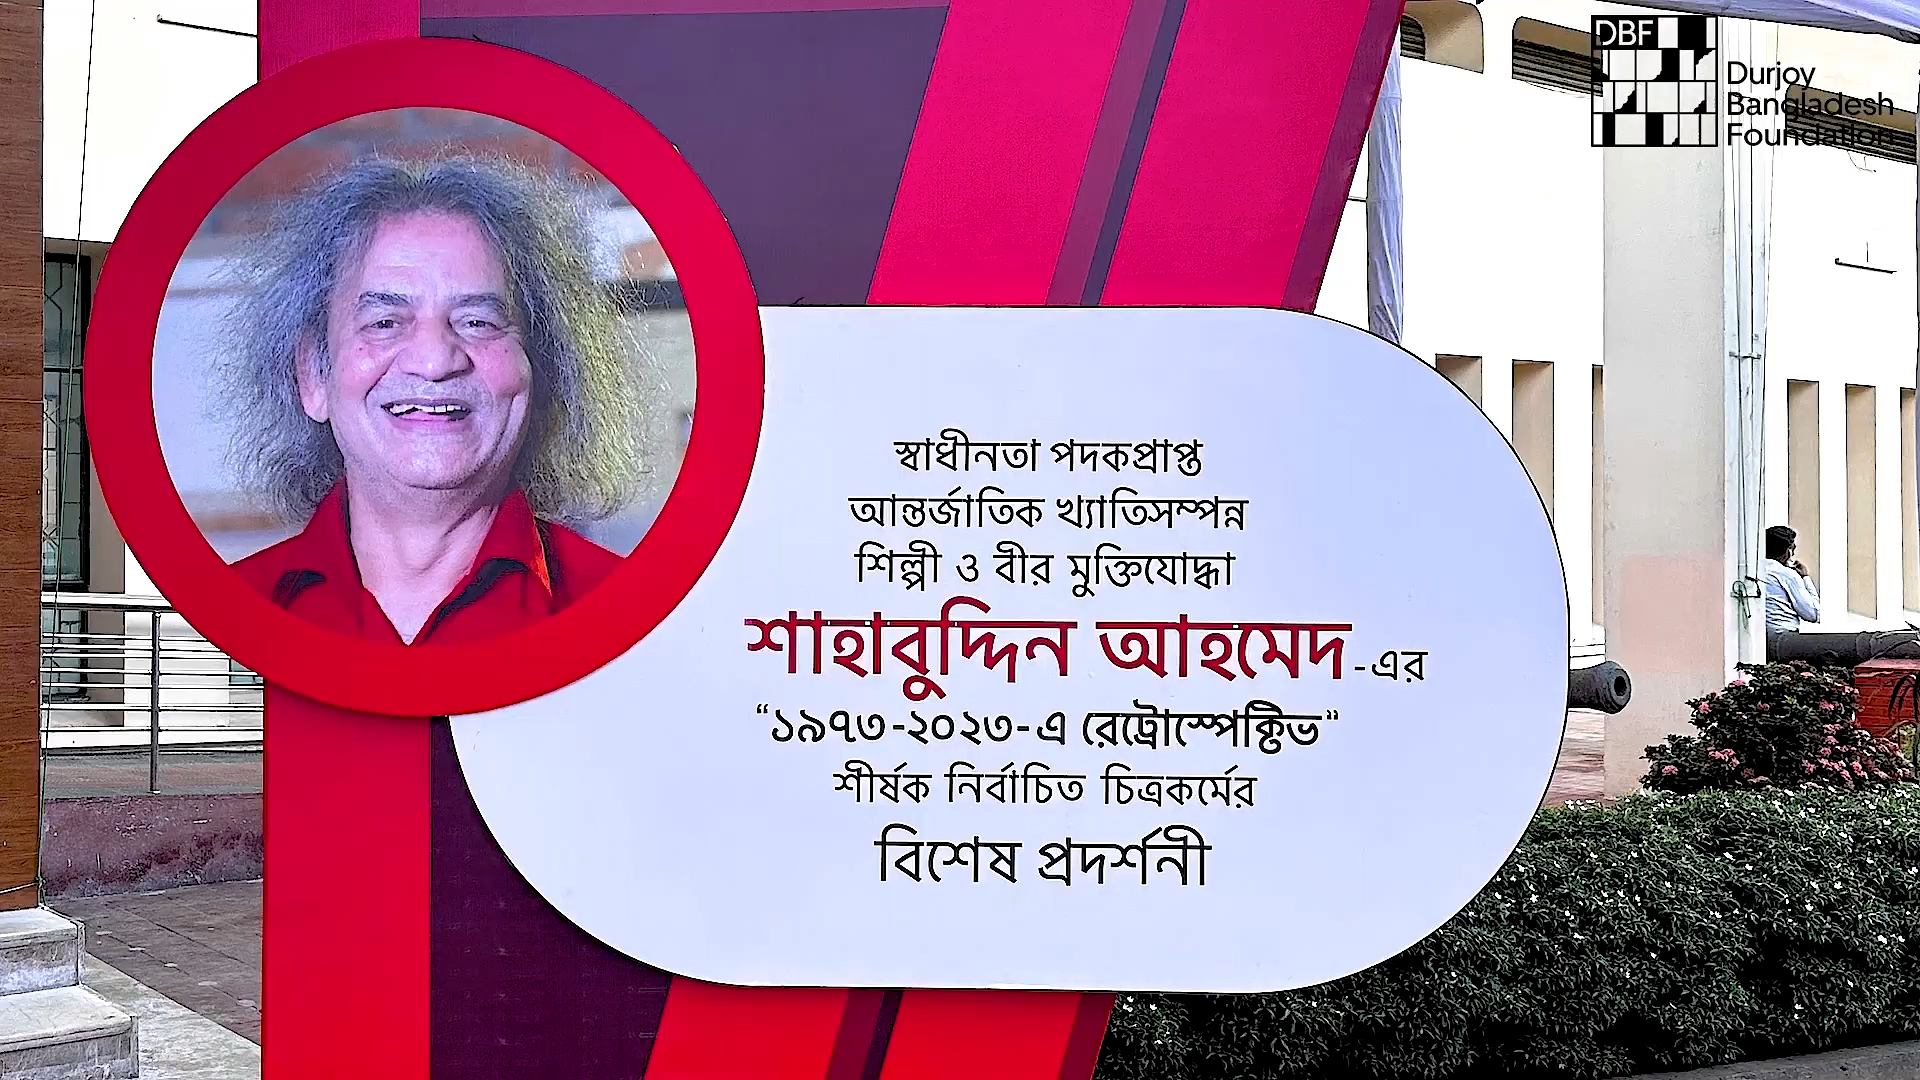 DBF
Durjoy
Bangladesh
Foundation
স্বাধীনতা পদকপ্রাপ্ত
আন্তর্জাতিক খ্যাতিসম্পন্ন
শিল্পী ও বীর মুক্তিযোদ্ধা
শাহাবুদ্দিন আহমেদ-এর
“১৯৭৩-২০২৩-এ রেট্রোস্পেক্টিভ”
শীর্ষক নির্বাচিত চিত্রকর্মের
বিশেষ প্রদর্শনী